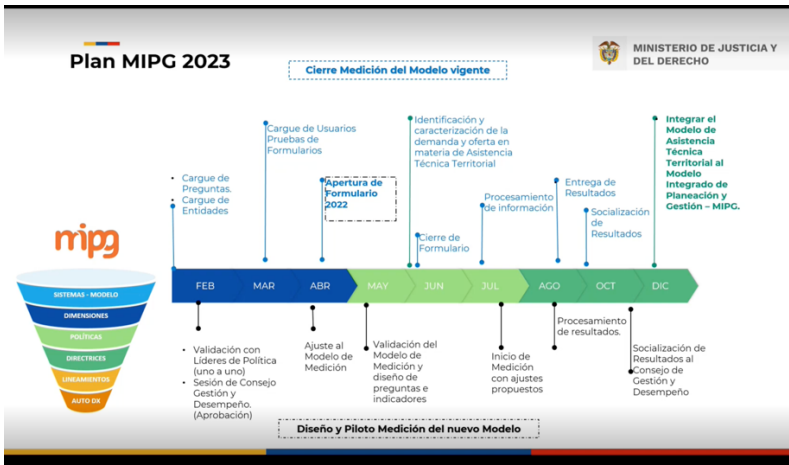 Plan MIPG 2023
Cierre Medición del Modelo vigente
MINISTERIO DE JUSTICIA Y
DEL DERECHO
• Cargue de
Preguntas.
• Cargue de
Entidades
Cargue de Usuarios
Pruebas de
Formularios
Apertura de
Formulario
2022
Identificación y
caracterización de la
demanda y oferta en
materia de Asistencia
Técnica Territorial
Cierre de
Formulario
Procesamiento
de información
Entrega de
Resultados
Socialización
de
Resultados
Integrar el
Modelo de
Asistencia
Técnica
Territorial al
Modelo
Integrado de
Planeación y
Gestión – MIPG.
mipg
SISTEMAS - MODELO
DIMENSIONES
POLÍTICAS
DIRECTRICES
LINEAMIENTOS
AUTO DX
FEB MAR ABR MAY JUN JUL AGO OCT DIC
• Validación con
Líderes de Política
(uno a uno)
• Sesión de Consejo
Gestión y
Desempeño.
(Aprobación)
Ajuste al
Modelo de
Medición
Validación del
Modelo de
Medición y
diseño de
preguntas e
indicadores
Inicio de
Medición
con ajustes
propuestos
Procesamiento
de resultados.
Socialización de
Resultados al
Consejo de
Gestión y
Desempeño
Diseño y Piloto Medición del nuevo Modelo